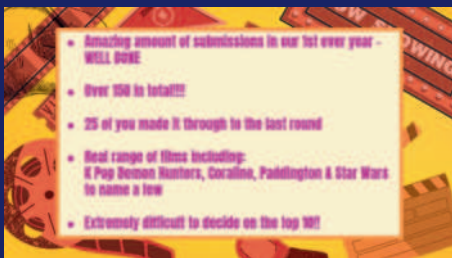 • Amazing amount of submissions in our 1st ever year -
WELL DONE
• Over 150 in total!!!!
• 25 of you made it through to the last round
• Real range of films including:
K Pop Demon Hunters, Coraline, Paddington & Star Wars
to name a few
• Extremely difficult to decide on the top 10!!
OW SHOWING